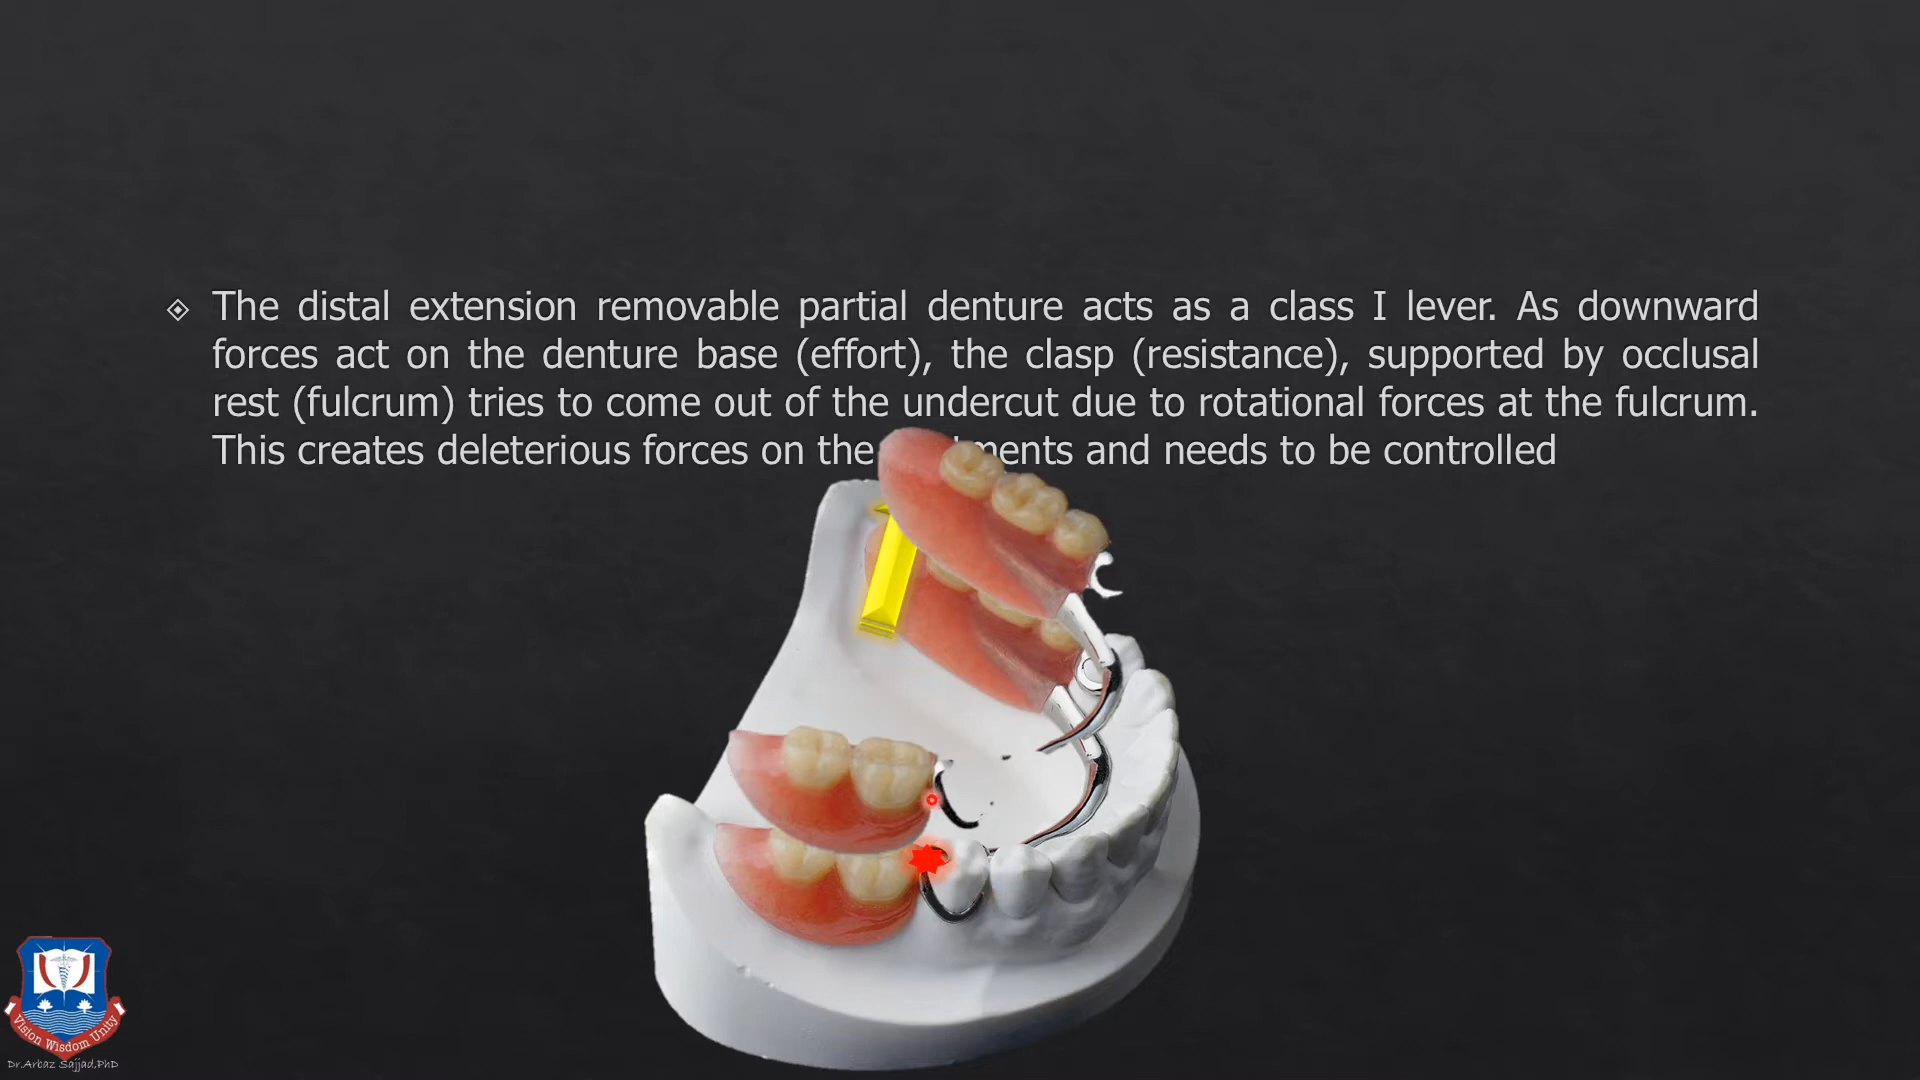 The distal extension removable partial denture acts as a class I lever. As downward
forces act on the denture base (effort), the clasp (resistance), supported by occlusal
rest (fulcrum) tries to come out of the undercut due to rotational forces at the fulcrum.
This creates deleterious forces on the and needs to be controlled
Vision Wisdom Unity
Dr.Arbaz Sajjad,PhD